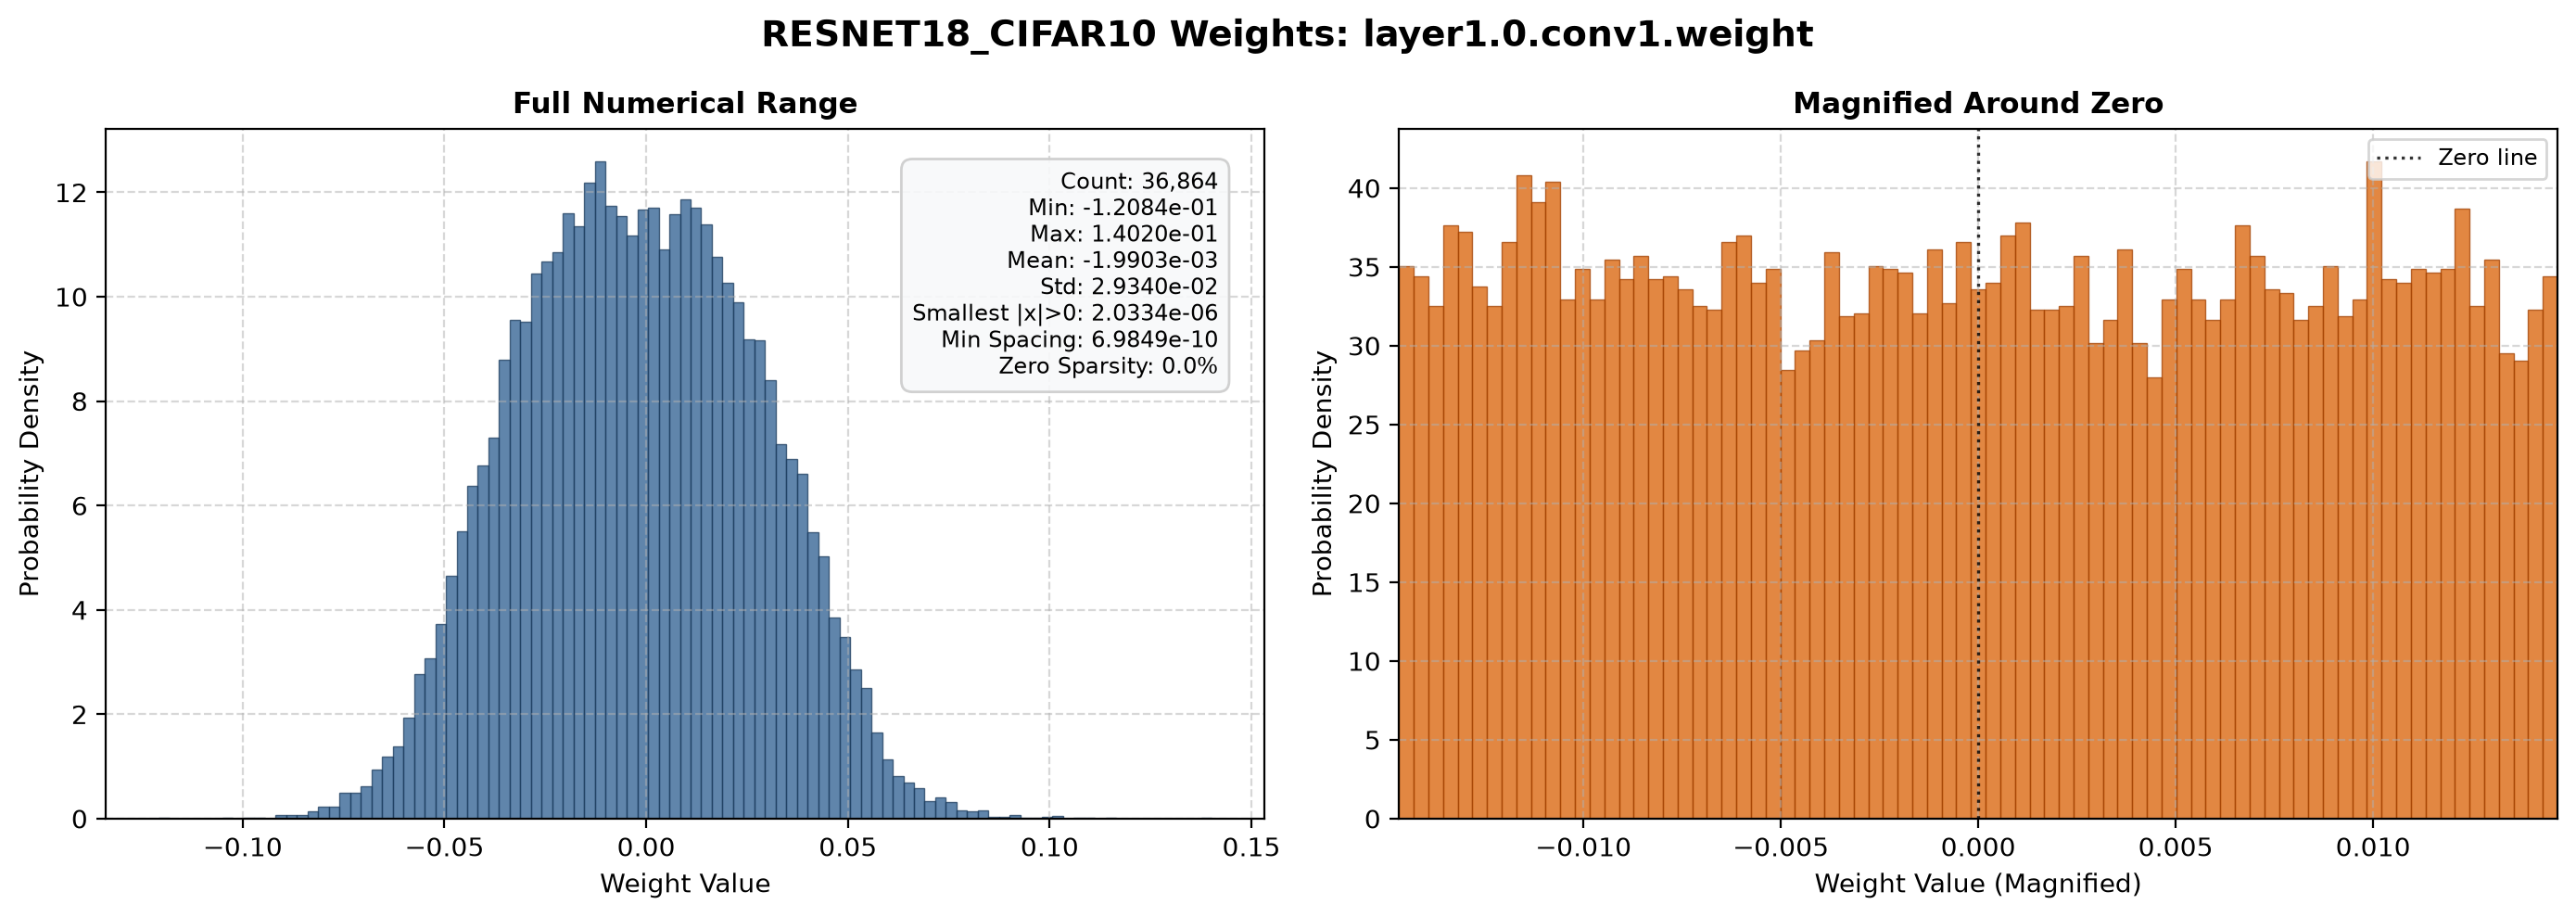 RESNET18_CIFAR10 Weights: layer1.0.conv1.weight
Full Numerical Range
Probability Density
12
10
8
6
4
2
0
Count: 36,864
Min: -1.2084e-01
Max: 1.4020e-01
Mean: -1.9903e-03
Std: 2.9340e-02
Smallest |x|>0: 2.0334e-06
Min Spacing: 6.9849e-10
Zero Sparsity: 0.0%
−0.10 −0.05 0.00 0.05 0.10 0.15
Weight Value
Magnified Around Zero
Probability Density
40
35
30
25
20
15
10
5
0
Zero line
−0.010 −0.005 0.000 0.005 0.010
Weight Value (Magnified)